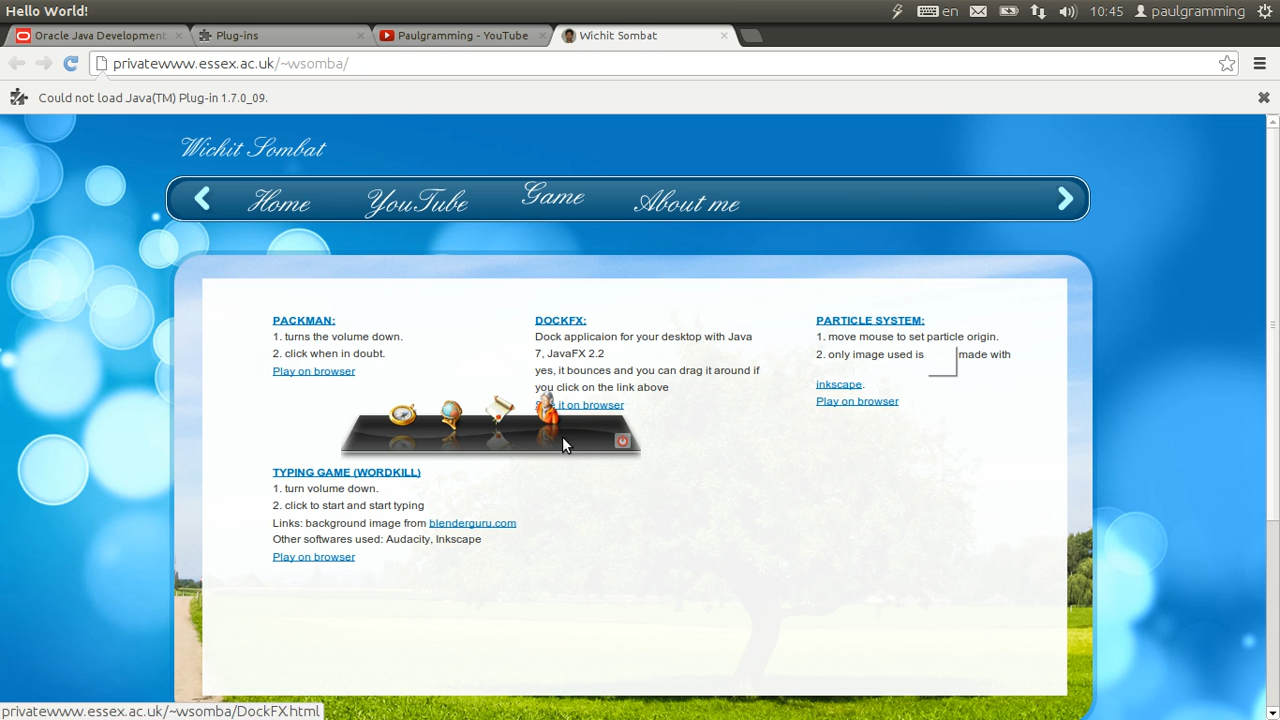 Hello World!
en
10:45
paulgramming
Oracle Java Development
Plug-ins
Paulgramming - YouTube
Wichit Sombat
privatewww.essex.ac.uk/~wsomba/
Could not load Java(TM) Plug-in 1.7.0_09.
Wichit Sombat
Home
YouTube
Game
About me
PACKMAN:
1. turns the volume down.
2. click when in doubt.
Play on browser
DOCKFX:
Dock applicaion for your desktop with Java
7, JavaFX 2.2
yes, it bounces and you can drag it around if
you click on the link above
it on browser
PARTICLE SYSTEM:
1. move mouse to set particle origin.
2. only image used is made with
inkscape.
Play on browser
TYPING GAME (WORDKILL)
1. turn volume down.
2. click to start and start typing
Links: background image from blenderguru.com
Other softwares used: Audacity, Inkscape
Play on browser
privatewww.essex.ac.uk/~wsomba/DockFX.html